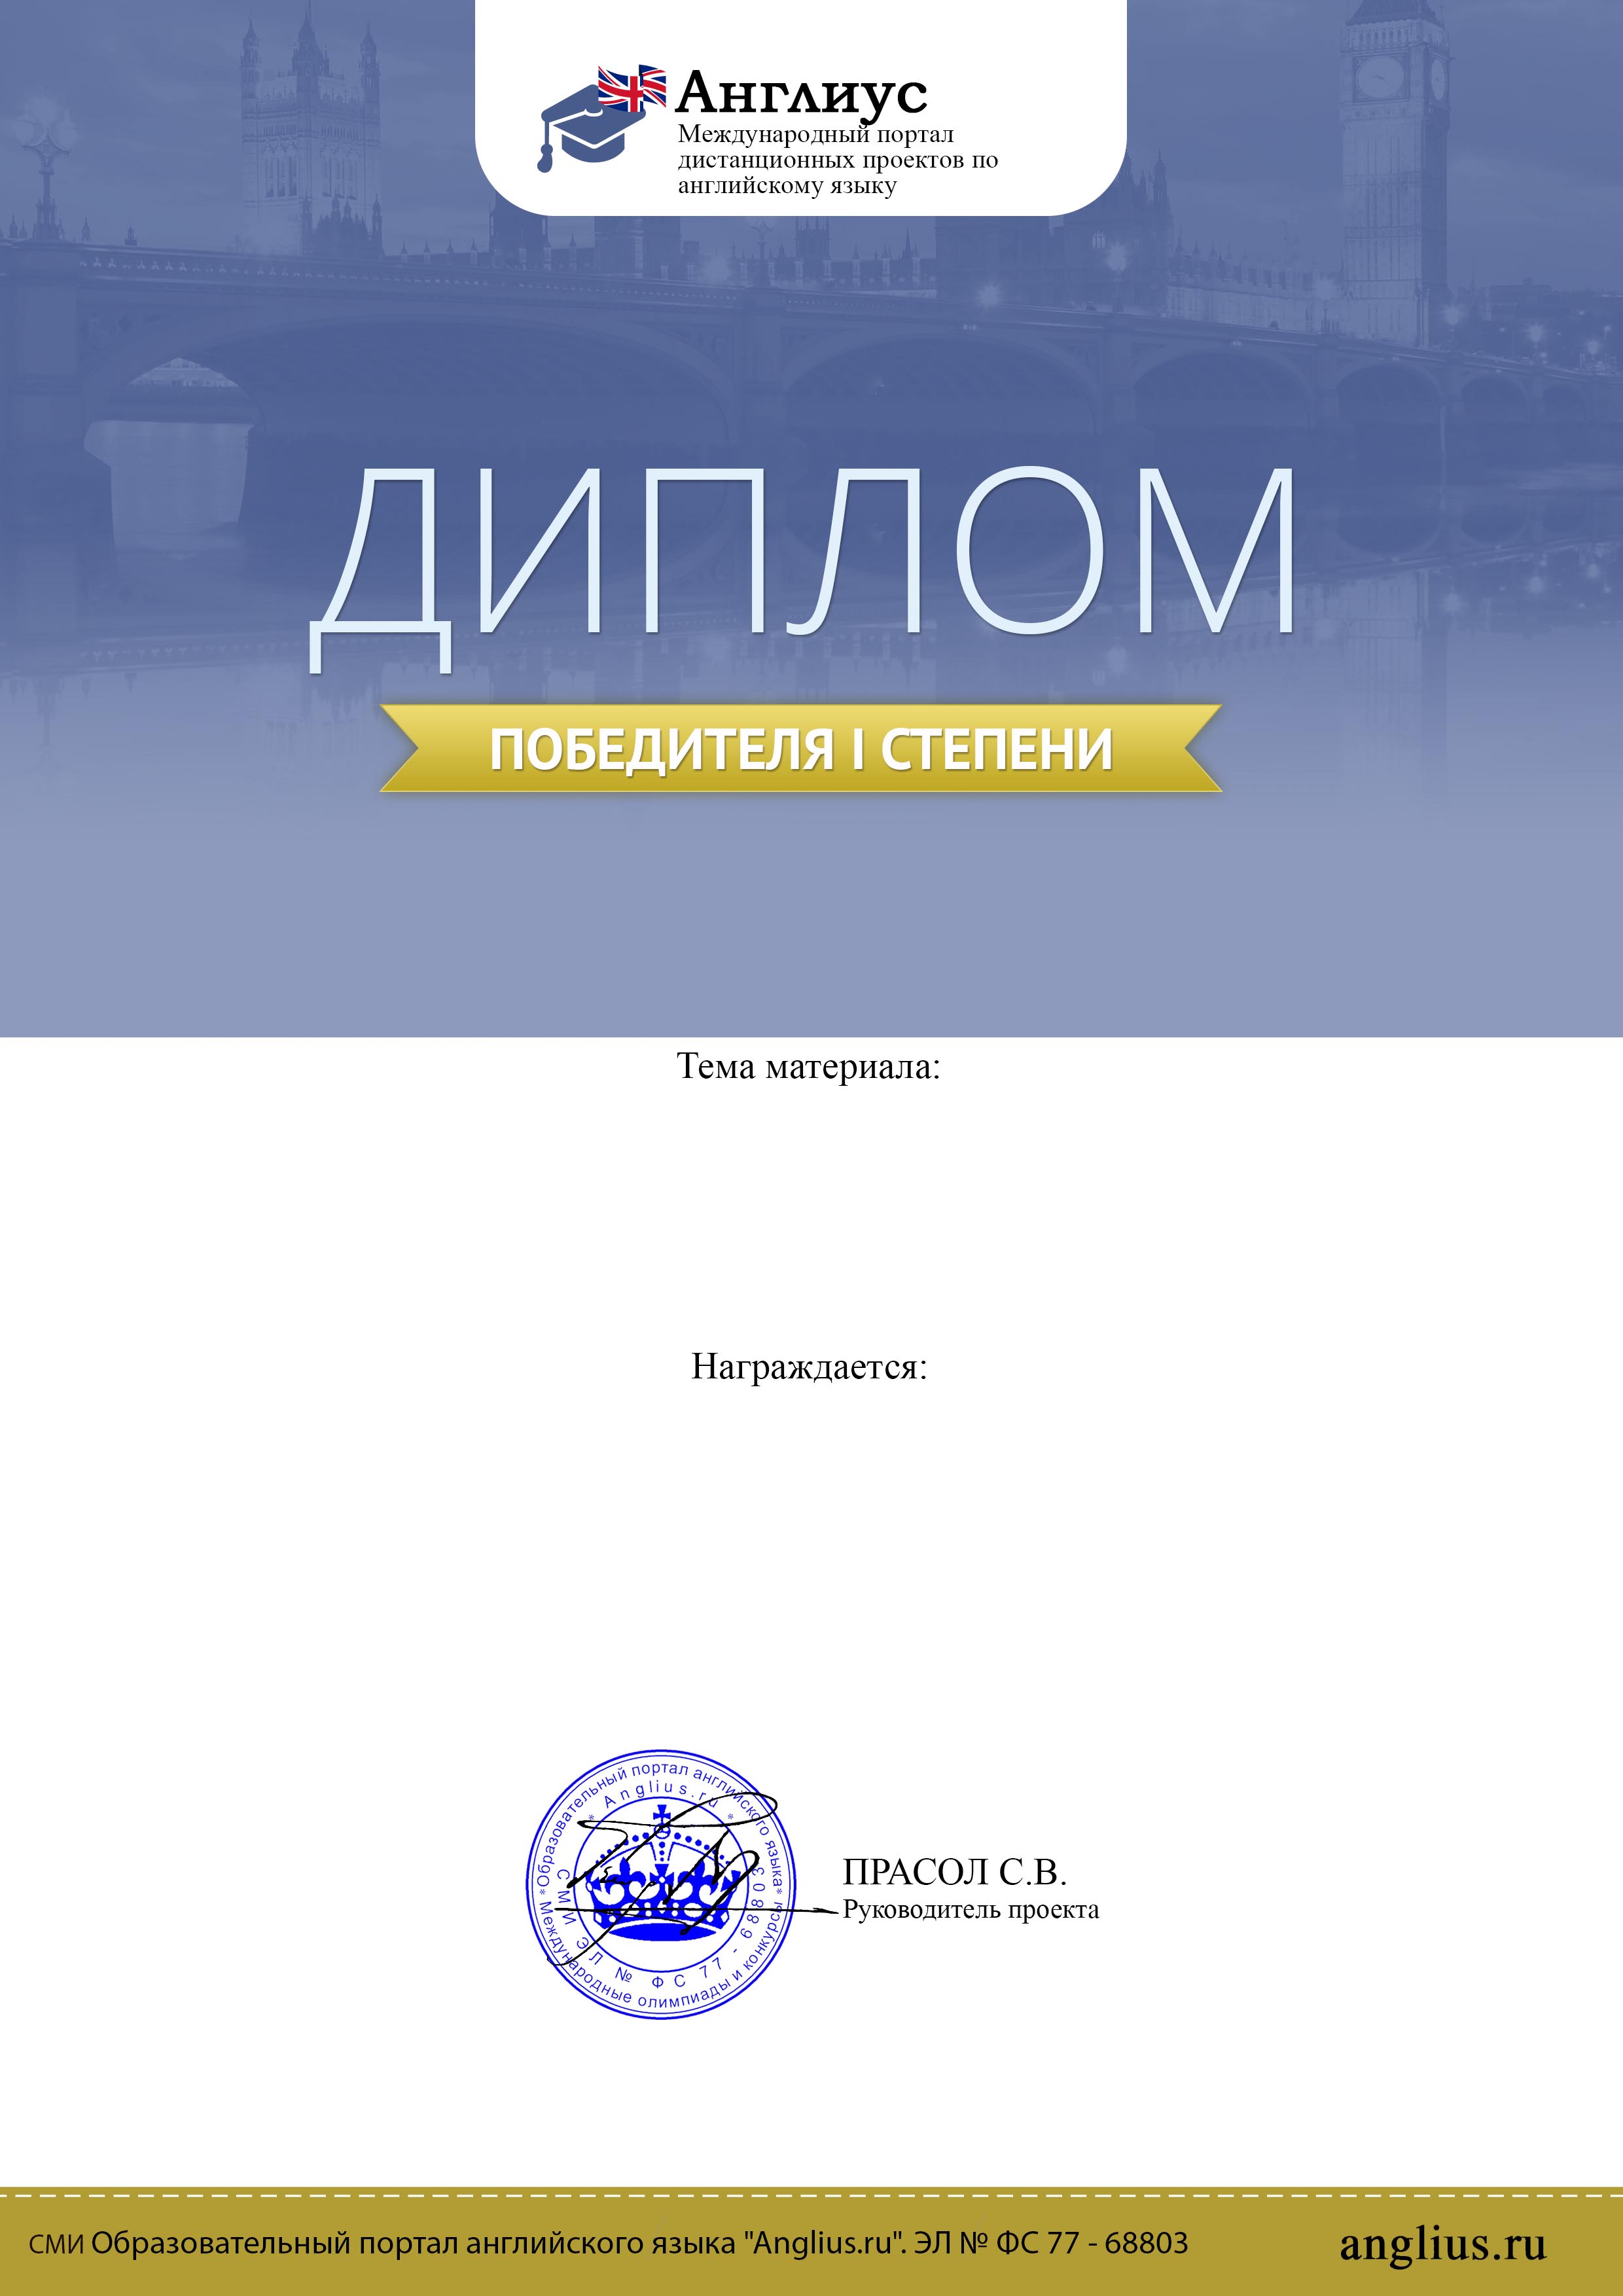 Англиус
Международный портал
дистанционных проектов по
английскому языку
ДИПЛОМ
ПОБЕДИТЕЛЯ I СТЕПЕНИ
Тема материала:
Награждается:
*Образовательный портал английского языка*
* Anglius.ru *
СМИ ЭЛ № ФС 77 - 68803
Международные олимпиады и конкурсы
ПРАСОЛ С.В.
Руководитель проекта
СМИ Образовательный портал английского языка "Anglius.ru". ЭЛ № ФС 77 - 68803
anglius.ru